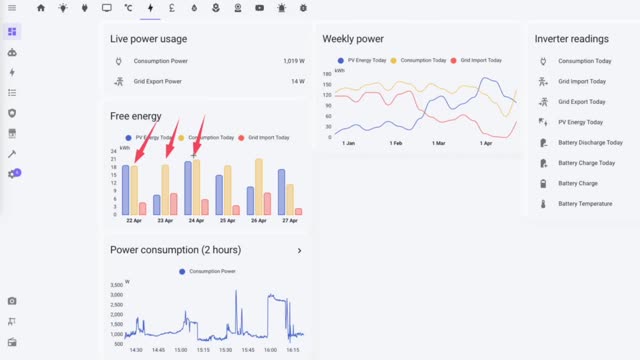 °C
£
Live power usage
Consumption Power 1,019 W
Grid Export Power 14 W
Free energy
PV Energy Today Consumption Today Grid Import Today
kWh
24
21
18
15
12
9
6
3
0
22 Apr 23 Apr 24 Apr 25 Apr 26 Apr 27 Apr
Power consumption (2 hours)
Consumption Power
W
3,500
3,000
2,500
2,000
1,500
1,000
500
14:30 14:45 15:00 15:15 15:30 15:45 16:00 16:15
Weekly power
PV Energy Today Consumption Today Grid Import Today
kWh
180
150
120
90
60
30
0
1 Jan 1 Feb 1 Mar 1 Apr
Inverter readings
Consumption Today
Grid Import Today
Grid Export Today
PV Energy Today
Battery Discharge Today
Battery Charge Today
Battery Charge
Battery Temperature
1